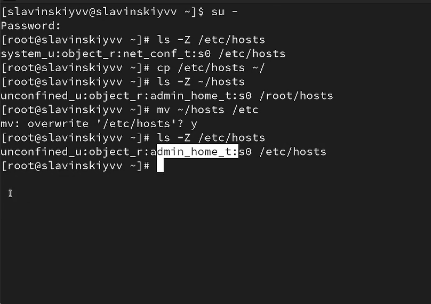 [slavinskiyvv@slavinskiyvv ~]$ su -
Password:
[root@slavinskiyvv ~]# ls -Z /etc/hosts
system_u:object_r:net_conf_t:s0 /etc/hosts
[root@slavinskiyvv ~]# cp /etc/hosts ~/
[root@slavinskiyvv ~]# ls -Z ~/hosts
unconfined_u:object_r:admin_home_t:s0 /root/hosts
[root@slavinskiyvv ~]# mv ~/hosts /etc
mv: overwrite '/etc/hosts'? y
[root@slavinskiyvv ~]# ls -Z /etc/hosts
unconfined_u:object_r:admin_home_t:s0 /etc/hosts
[root@slavinskiyvv ~]#